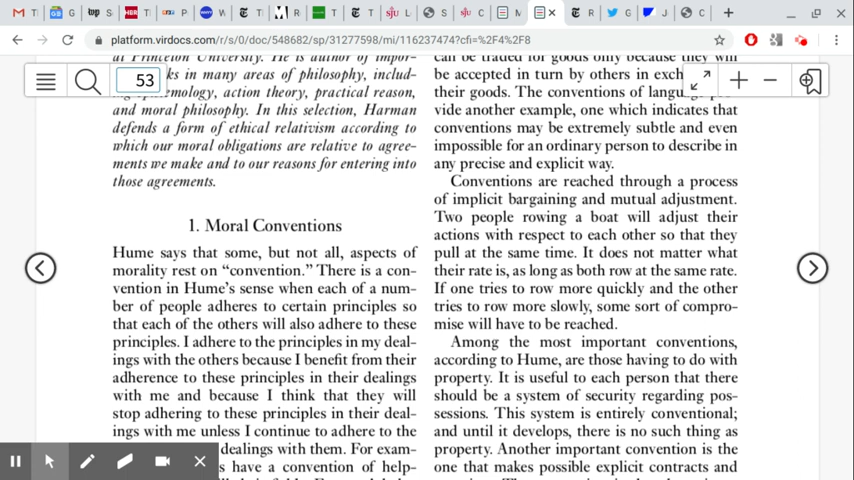 M T
G
wp S
HBR T
P
W
T T
M
R
T
T
sju L
S
sju C
M
R
G
J
C
platform.virdocs.com/r/s/0/doc/548682/sp/31277598/mi/116237474?cfi=%2F4%2F8
53
at Princeton University. He is author of impor-
ks in many areas of philosophy, includ-
emology, action theory, practical reason,
and moral philosophy. In this selection, Harman
defends a form of ethical relativism according to
which our moral obligations are relative to agree-
ments we make and to our reasons for entering into
those agreements.
1. Moral Conventions
Hume says that some, but not all, aspects of
morality rest on “convention.” There is a con-
vention in Hume’s sense when each of a num-
ber of people adheres to certain principles so
that each of the others will also adhere to these
principles. I adhere to the principles in my deal-
ings with the others because I benefit from their
adherence to these principles in their dealings
with me and because I think that they will
stop adhering to these principles in their deal-
ings with me unless I continue to adhere to the
dealings with them. For exam-
s have a convention of help-
can be traded for goods only because they will
be accepted in turn by others in exch
their goods. The conventions of langu
vide another example, one which indicates that
conventions may be extremely subtle and even
impossible for an ordinary person to describe in
any precise and explicit way.
Conventions are reached through a process
of implicit bargaining and mutual adjustment.
Two people rowing a boat will adjust their
actions with respect to each other so that they
pull at the same time. It does not matter what
their rate is, as long as both row at the same rate.
If one tries to row more quickly and the other
tries to row more slowly, some sort of compro-
mise will have to be reached.
Among the most important conventions,
according to Hume, are those having to do with
property. It is useful to each person that there
should be a system of security regarding pos-
sessions. This system is entirely conventional;
and until it develops, there is no such thing as
property. Another important convention is the
one that makes possible explicit contracts and